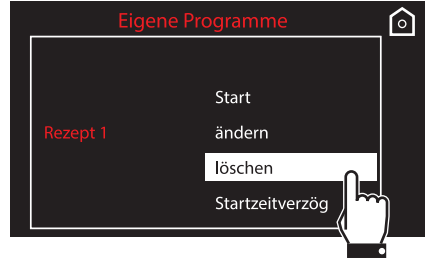 Eigene Programme
Start
Rezept 1 ändern
löschen
Startzeitverzög